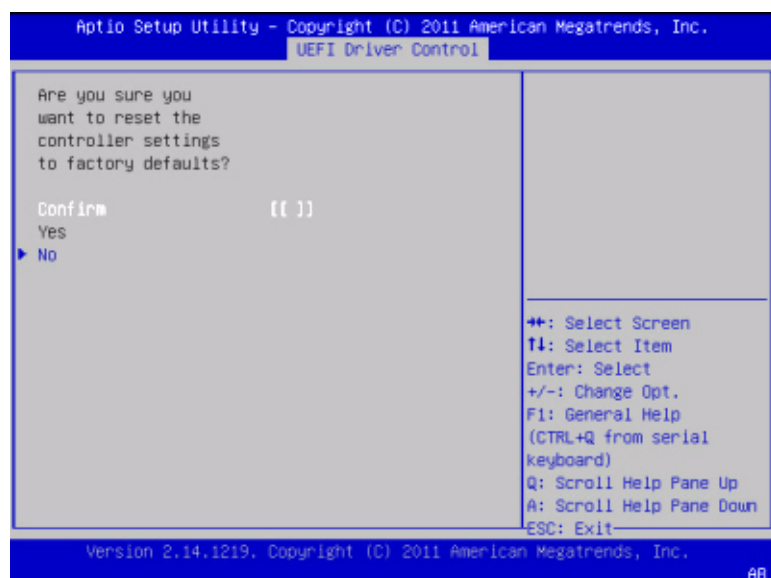 Aptio Setup Utility - Copyright (C) 2011 American Megatrends, Inc.
UEFI Driver Control
Are you sure you
want to reset the
controller settings
to factory defaults?
Confirm [[ ]]
Yes
No
→←: Select Screen
↑↓: Select Item
Enter: Select
+/-: Change Opt.
F1: General Help
(CTRL+Q from serial
keyboard)
Q: Scroll Help Pane Up
A: Scroll Help Pane Down
ESC: Exit
Version 2.14.1219. Copyright (C) 2011 American Megatrends, Inc.
AB